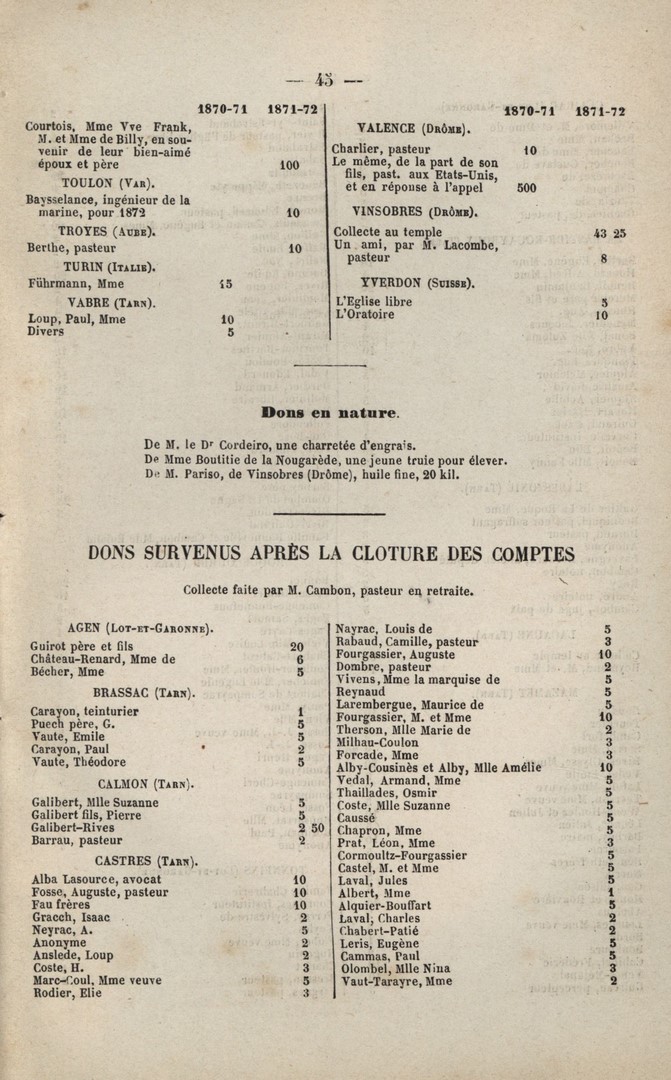 — 45 —
1870-71 1871-72
Courtois, Mme Vve Frank,
M. et Mme de Billy, en sou-
venir de leur bien-aimé
époux et père 100
TOULON (VAR).
Baysselance, ingénieur de la
marine, pour 1872 10
TROYES (AUBE).
Berthe, pasteur 10
TURIN (ITALIE).
Führmann, Mme 15
VABRE (TARN).
Loup, Paul, Mme 10
Divers 5
1870-71 1871-72
VALENCE (DRÔME).
Charlier, pasteur 10
Le même, de la part de son
fils, past. aux Etats-Unis,
et en réponse à l'appel 500
VINSOBRES (DRÔME).
Collecte au temple 43 25
Un ami, par M. Lacombe,
pasteur 8
YVERDON (SUISSE).
L'Eglise libre 5
L'Oratoire 10
Dons en nature.
De M. le Dr Cordeiro, une charretée d'engrais.
De Mme Boutitie de la Nougarède, une jeune truie pour élever.
De M. Pariso, de Vinsobres (Drôme), huile fine, 20 kil.
DONS SURVENUS APRÈS LA CLOTURE DES COMPTES
Collecte faite par M. Cambon, pasteur en retraite.
AGEN (LOT-ET-GARONNE).
Guirot père et fils 20
Château-Renard, Mme de 6
Bécher, Mme 5
BRASSAC (TARN).
Carayon, teinturier 1
Puech père, G. 5
Vaute, Emile 5
Carayon, Paul 2
Vaute, Théodore 5
CALMON (TARN).
Galibert, Mlle Suzanne 5
Galibert fils, Pierre 5
Galibert-Rives 2 50
Barrau, pasteur 2
CASTRES (TARN).
Alba Lasource, avocat 10
Fosse, Auguste, pasteur 10
Fau frères 10
Gracch, Isaac 2
Neyrac, A. 5
Anonyme 2
Anslede, Loup 2
Coste, H. 3
Marc-Coul, Mme veuve 5
Rodier, Elie 3
Nayrac, Louis de 5
Rabaud, Camille, pasteur 3
Fourgassier, Auguste 10
Dombre, pasteur 2
Vivens, Mme la marquise de 5
Reynaud 5
Larembergue, Maurice de 5
Fourgassier, M. et Mme 10
Therson, Mlle Marie de 2
Milhau-Coulon 3
Forcade, Mme 3
Alby-Cousinès et Alby, Mlle Amélie 10
Vedal, Armand, Mme 5
Thaillades, Osmir 5
Coste, Mlle Suzanne 5
Caussé 5
Chapron, Mme 5
Prat, Léon, Mme 3
Cormoultz-Fourgassier 5
Castel, M. et Mme 5
Laval, Jules 5
Albert, Mme 1
Alquier-Bouffart 5
Laval, Charles 2
Chabert-Patié 2
Leris, Eugène 5
Cammas, Paul 5
Olombel, Mlle Nina 3
Vaut-Tarayre, Mme 2